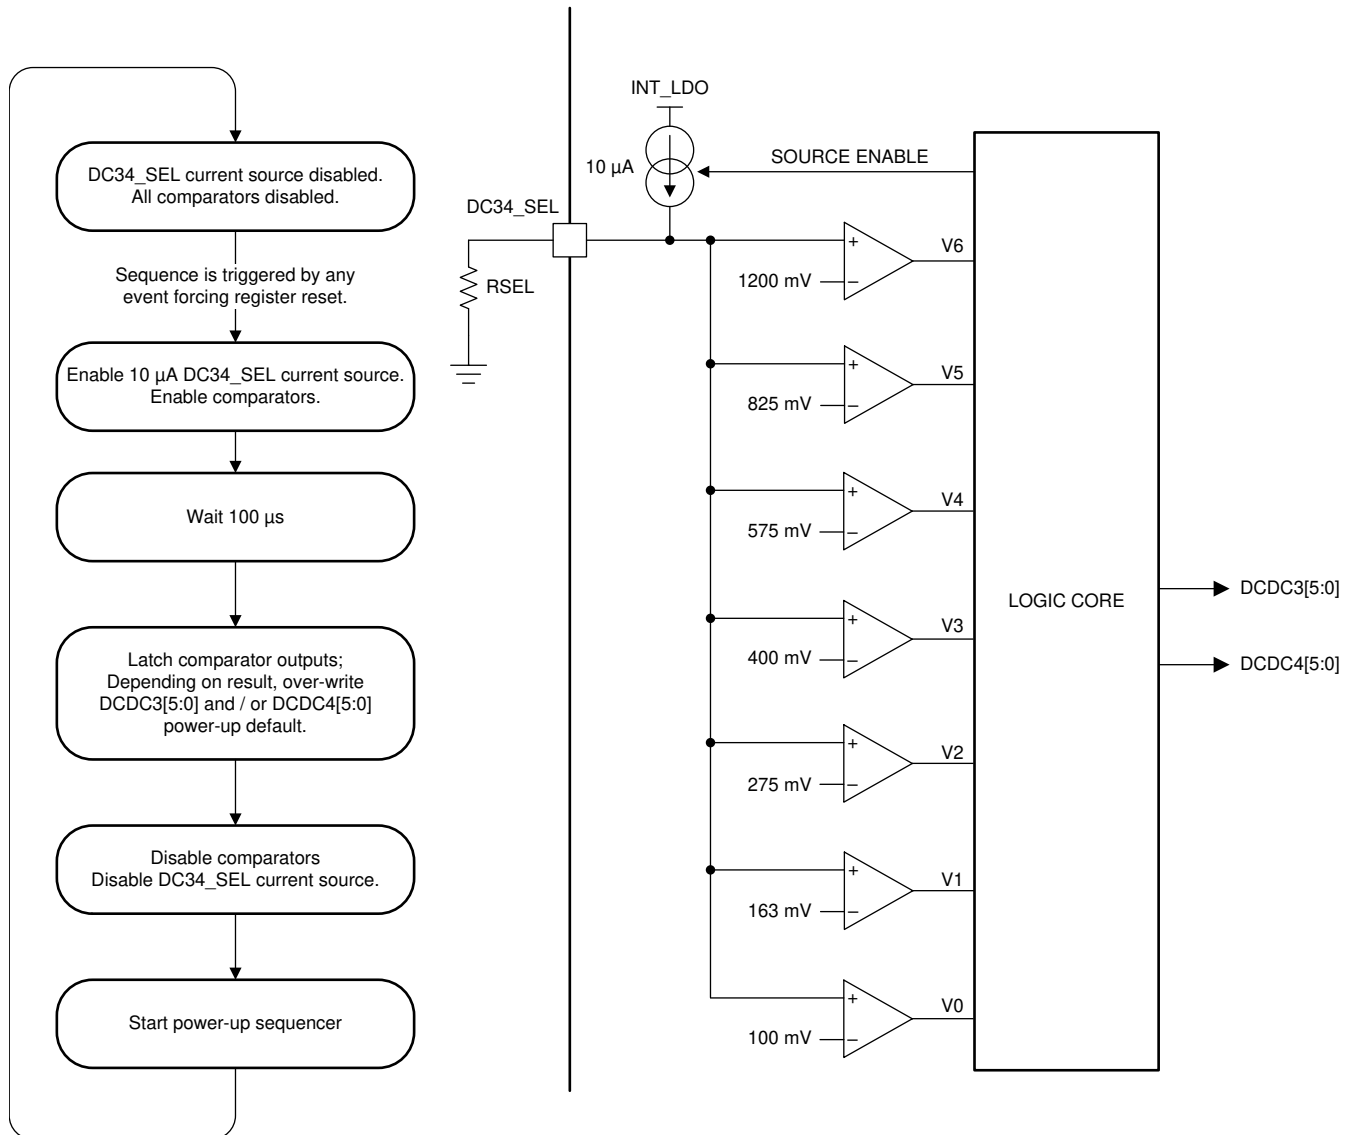 DC34_SEL current source disabled.
All comparators disabled.
Sequence is triggered by any
event forcing register reset.
Enable 10 µA DC34_SEL current source.
Enable comparators.
Wait 100 µs
Latch comparator outputs;
Depending on result, over-write
DCDC3[5:0] and / or DCDC4[5:0]
power-up default.
Disable comparators
Disable DC34_SEL current source.
Start power-up sequencer
INT_LDO
10 µA
SOURCE ENABLE
DC34_SEL
RSEL
+
1200 mV –
V6
+
825 mV –
V5
+
575 mV –
V4
+
400 mV –
V3
+
275 mV –
V2
+
163 mV –
V1
+
100 mV –
V0
LOGIC CORE
DCDC3[5:0]
DCDC4[5:0]